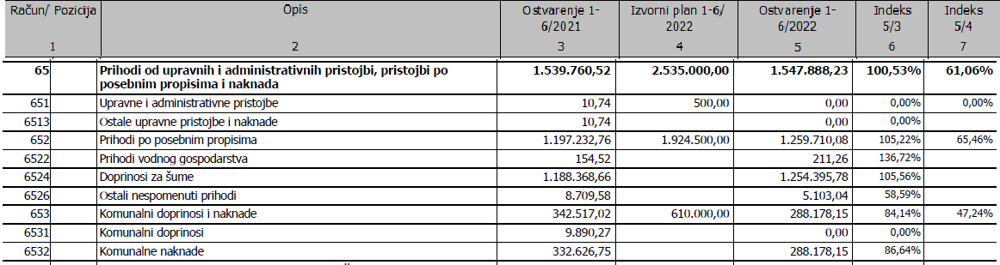 Račun/ Pozicija Opis Ostvarenje 1- Izvorni plan 1-6/ Ostvarenje 1- Indeks Indeks
6/2021 2022 6/2022 5/3 5/4
1 2 3 4 5 6 7
65 Prihodi od upravnih i administrativnih pristojbi, pristojbi po 1.539.760,52 2.535.000,00 1.547.888,23 100,53% 61,06%
posebnim propisima i naknada
651 Upravne i administrativne pristojbe 10,74 500,00 0,00 0,00% 0,00%
6513 Ostale upravne pristojbe i naknade 10,74 0,00 0,00%
652 Prihodi po posebnim propisima 1.197.232,76 1.924.500,00 1.259.710,08 105,22% 65,46%
6522 Prihodi vodnog gospodarstva 154,52 211,26 136,72%
6524 Doprinosi za šume 1.188.368,66 1.254.395,78 105,56%
6526 Ostali nespomenuti prihodi 8.709,58 5.103,04 58,59%
653 Komunalni doprinosi i naknade 342.517,02 610.000,00 288.178,15 84,14% 47,24%
6531 Komunalni doprinosi 9.890,27 0,00 0,00%
6532 Komunalne naknade 332.626,75 288.178,15 86,64%